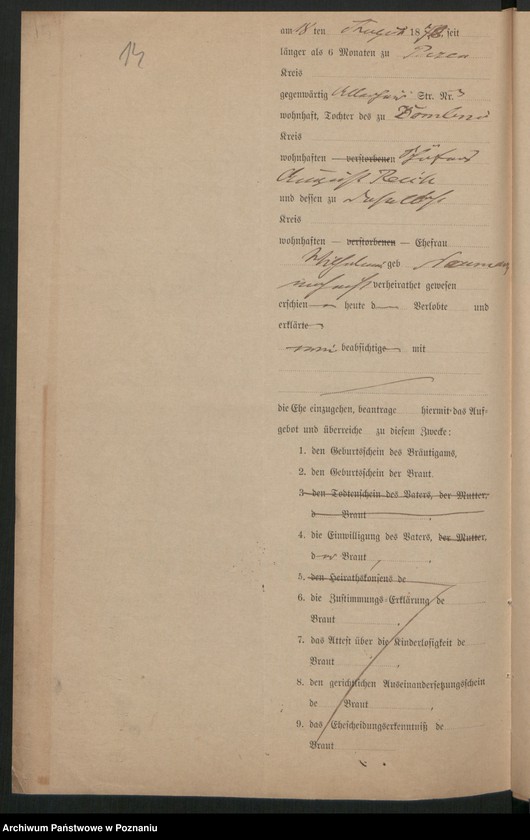 14
am 18 ten August 1878, seit
länger als 6 Monaten zu
Kreis
gegenwärtig Str. Nr. 3
wohnhaft, Tochter des zu
Kreis
wohnhaften — verstorbenen
August Reich
und dessen zu daselbst
Kreis
wohnhaften — verstorbenen — Ehefrau
geb
verheirathet gewesen
erschien heute d Verlobte und
erklärte
beabsichtige mit
die Ehe einzugehen, beantrage hiermit das Auf-
gebot und überreiche zu diesem Zwecke:
1. den Geburtsschein des Bräutigams,
2. den Geburtsschein der Braut.
3. den Todtenschein des Vaters, der Mutter,
d Braut
4. die Einwilligung des Vaters, der Mutter,
d er Braut
5. den Heirathskonsens de
6. die Zustimmungs-Erklärung de
Braut
7. das Attest über die Kinderlosigkeit de
Braut
8. den gerichtlichen Auseinandersetzungsschein
de Braut
9. das Ehescheidungserkenntniß de
Braut
Archiwum Państwowe w Poznaniu